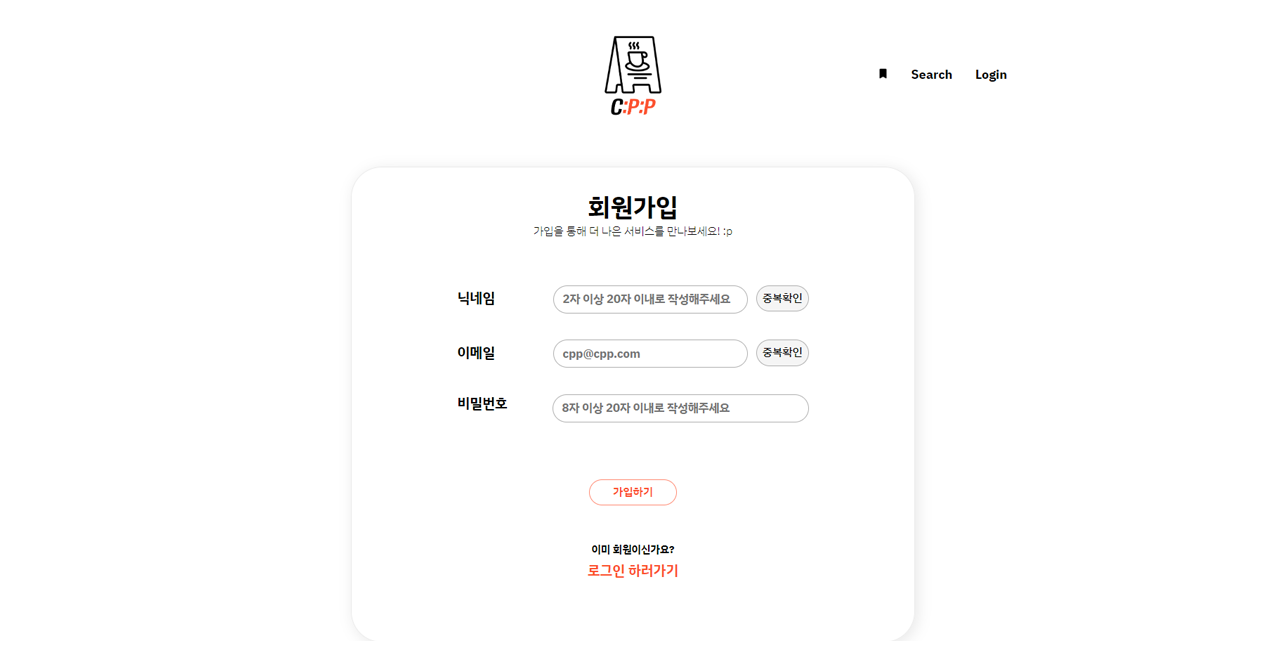 C:P:P
Search Login
회원가입
가입을 통해 더 나은 서비스를 만나보세요! :p
닉네임 2자 이상 20자 이내로 작성해주세요 중복확인
이메일 cpp@cpp.com 중복확인
비밀번호 8자 이상 20자 이내로 작성해주세요
가입하기
이미 회원이신가요?
로그인 하러가기